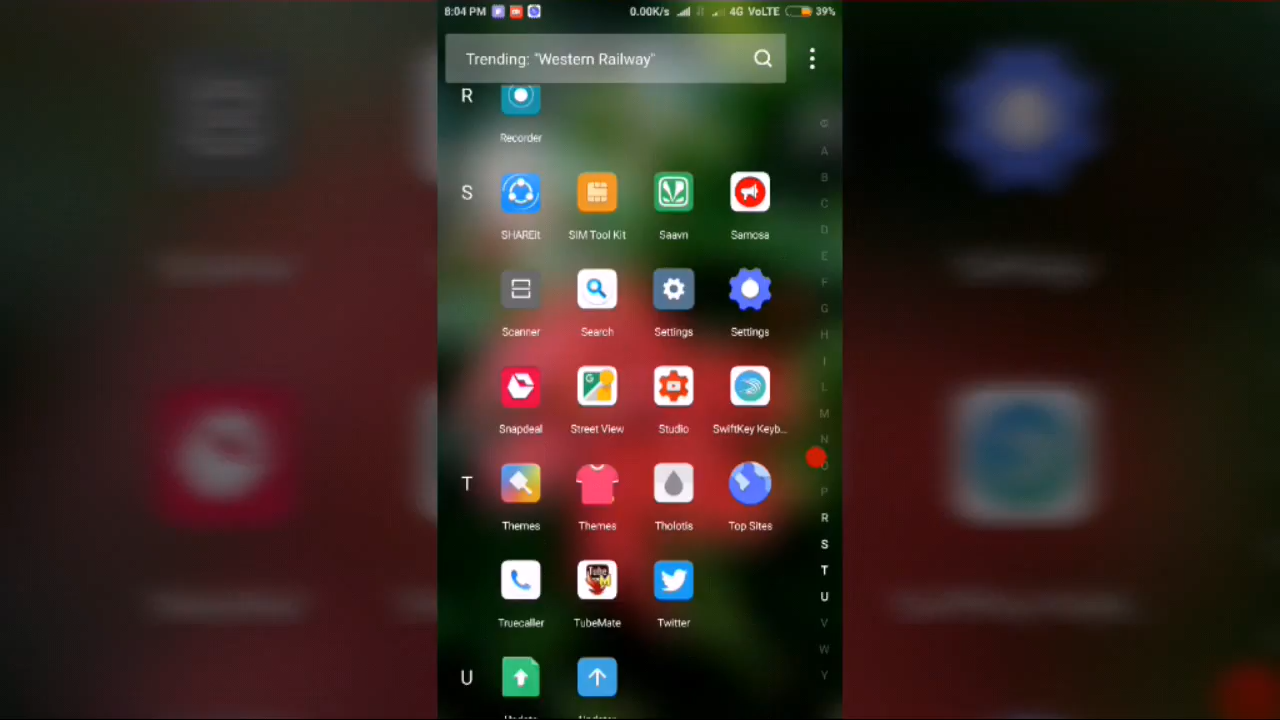 8:04 PM 0.00K/s 4G VoLTE 39%
Trending: "Western Railway"
R
Recorder
S
SHAREit SIM Tool Kit Saavn Samosa
Scanner Search Settings Settings
Snapdeal Street View Studio SwiftKey Keyb...
T
Themes Themes Tholotis Top Sites
Truecaller TubeMate Twitter
U
A
B
C
D
E
F
G
H
I
L
M
N
O
P
R
S
T
U
V
W
Y